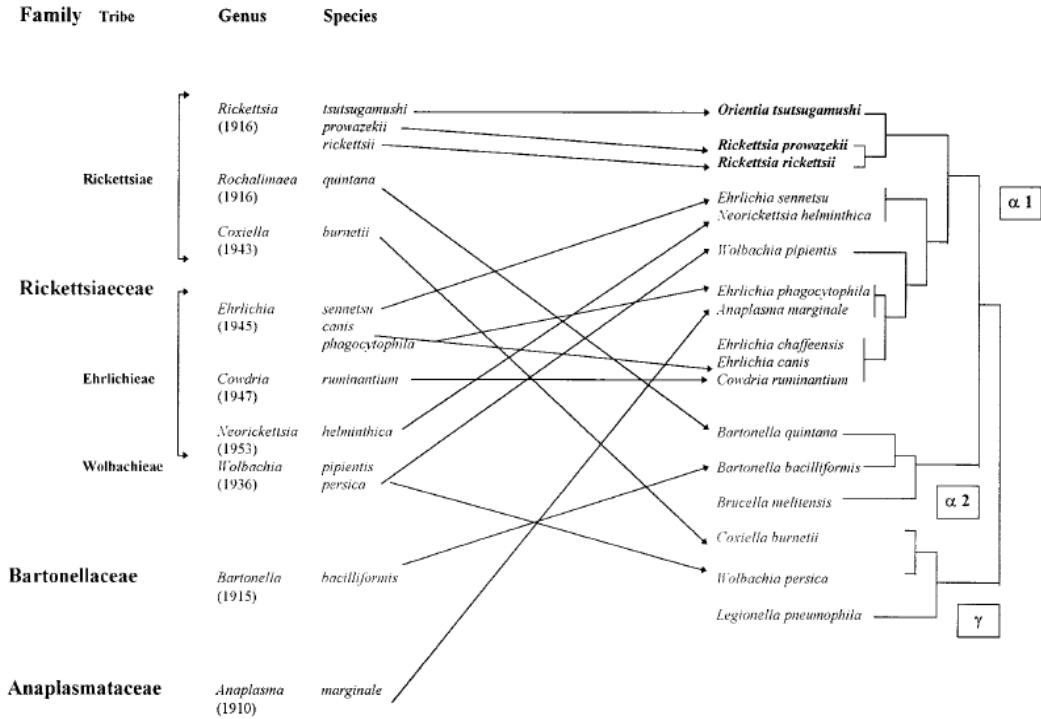 Family Tribe Genus Species
Rickettsia tsutsugamushi Orientia tsutsugamushi
(1916) prowazekii
rickettsii Rickettsia prowazekii
Rickettsia rickettsii
Rickettsiae Rochalimaea quintana
(1916) Ehrlichia sennetsu
α 1
Neorickettsia helminthica
Coxiella burnetii
(1943) Wolbachia pipientis
Rickettsiaeceae
Ehrlichia phagocytophila
Ehrlichia sennetsu Anaplasma marginale
(1945) canis
phagocytophila Ehrlichia chaffeensis
Ehrlichia canis
Ehrlichieae Cowdria ruminantium Cowdria ruminantium
(1947)
Neorickettsia helminthica Bartonella quintana
(1953)
Wolbachieae Wolbachia pipientis Bartonella bacilliformis
(1936) persica
Brucella melitensis
α 2
Coxiella burnetii
Bartonellaceae Bartonella bacilliformis Wolbachia persica
(1915)
Legionella pneumophila
γ
Anaplasmataceae Anaplasma marginale
(1910)